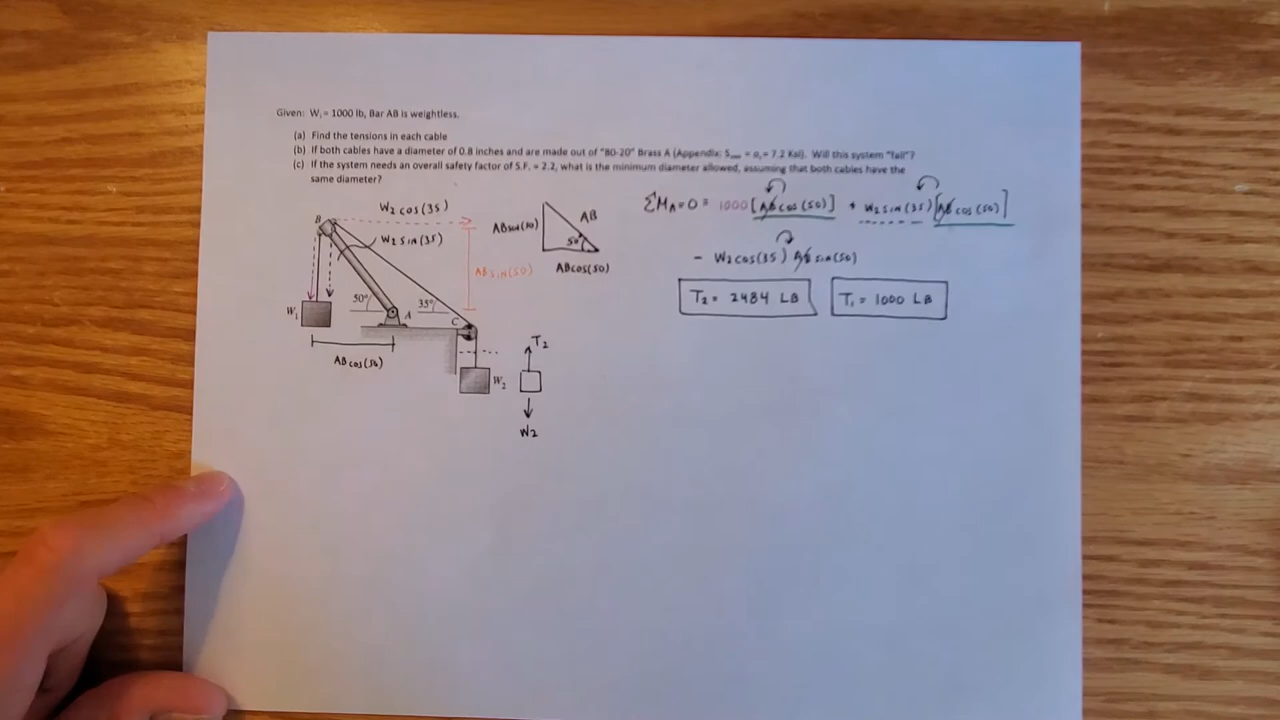 Given: W₁ = 1000 lb, Bar AB is weightless.
(a) Find the tensions in each cable
(b) If both cables have a diameter of 0.8 inches and are made out of "80-20" Brass A (Appendix: Smax = σᵧ = 7.2 Ksi). Will this system "fail"?
(c) If the system needs an overall safety factor of S.F. = 2.2, what is the minimum diameter allowed, assuming that both cables have the
same diameter?
W₂ cos(35)
B
W₂ sin(35)
AB sin(50)
50°
A
35°
C
W₁
AB cos(50)
W₂
T₂
W₂
AB sin(50)
AB
50°
AB cos(50)
ΣMA = 0 = 1000 [AB cos(50)] + W₂ sin(35) [AB cos(50)]
- W₂ cos(35) AB sin(50)
T₂ = 2484 LB
T₁ = 1000 LB